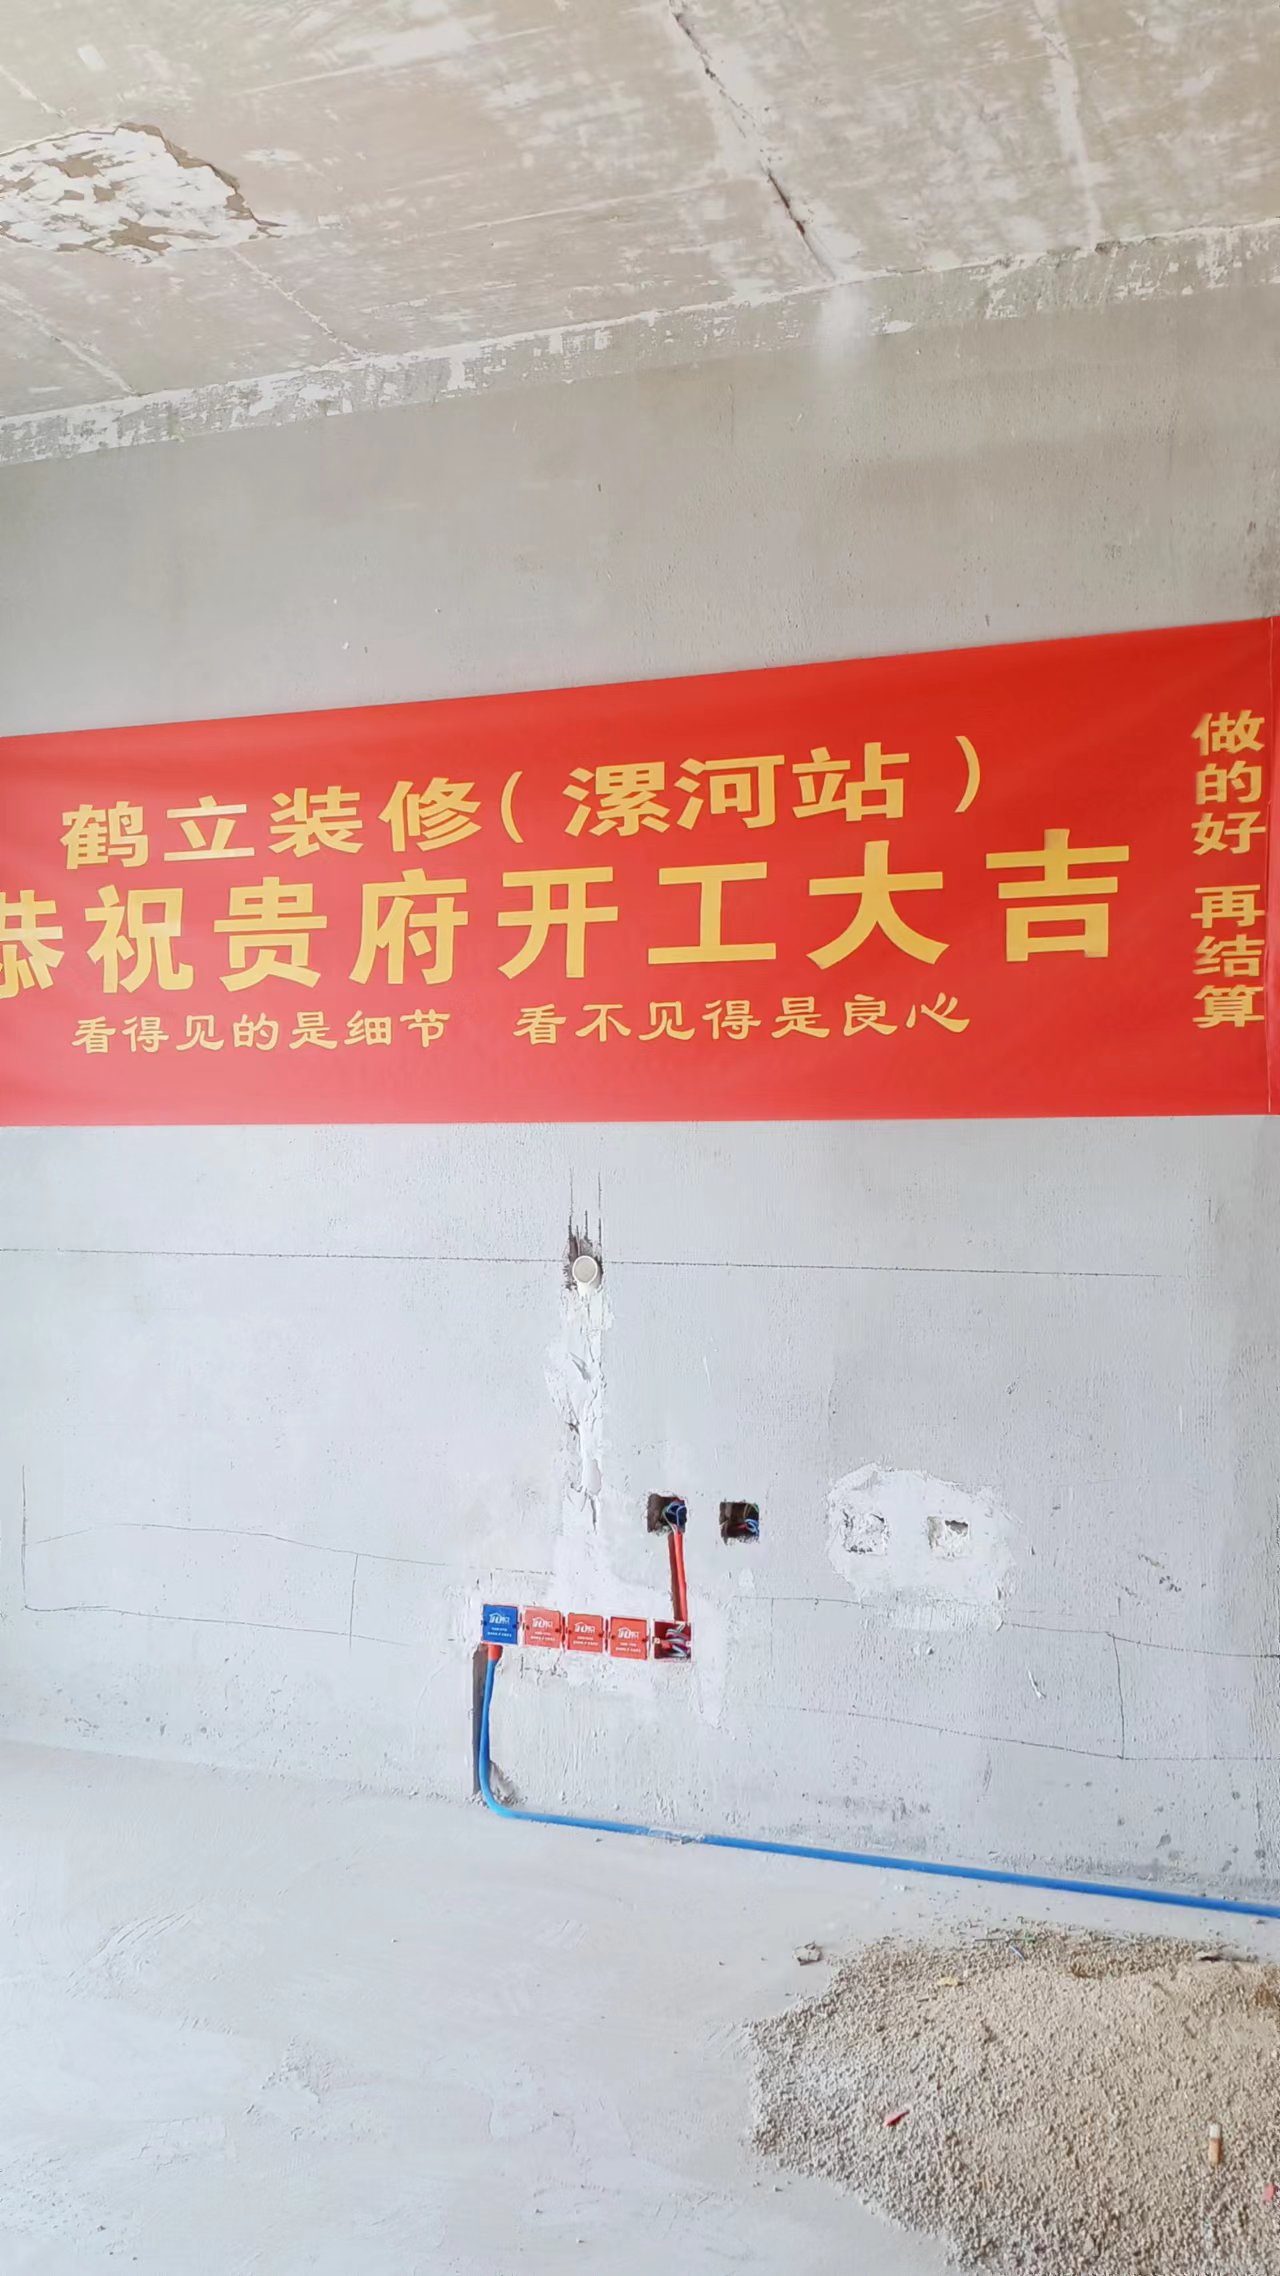 鹤立装修（漯河站）
恭祝贵府开工大吉
看得见的是细节 看不见得是良心
做的好 再结算